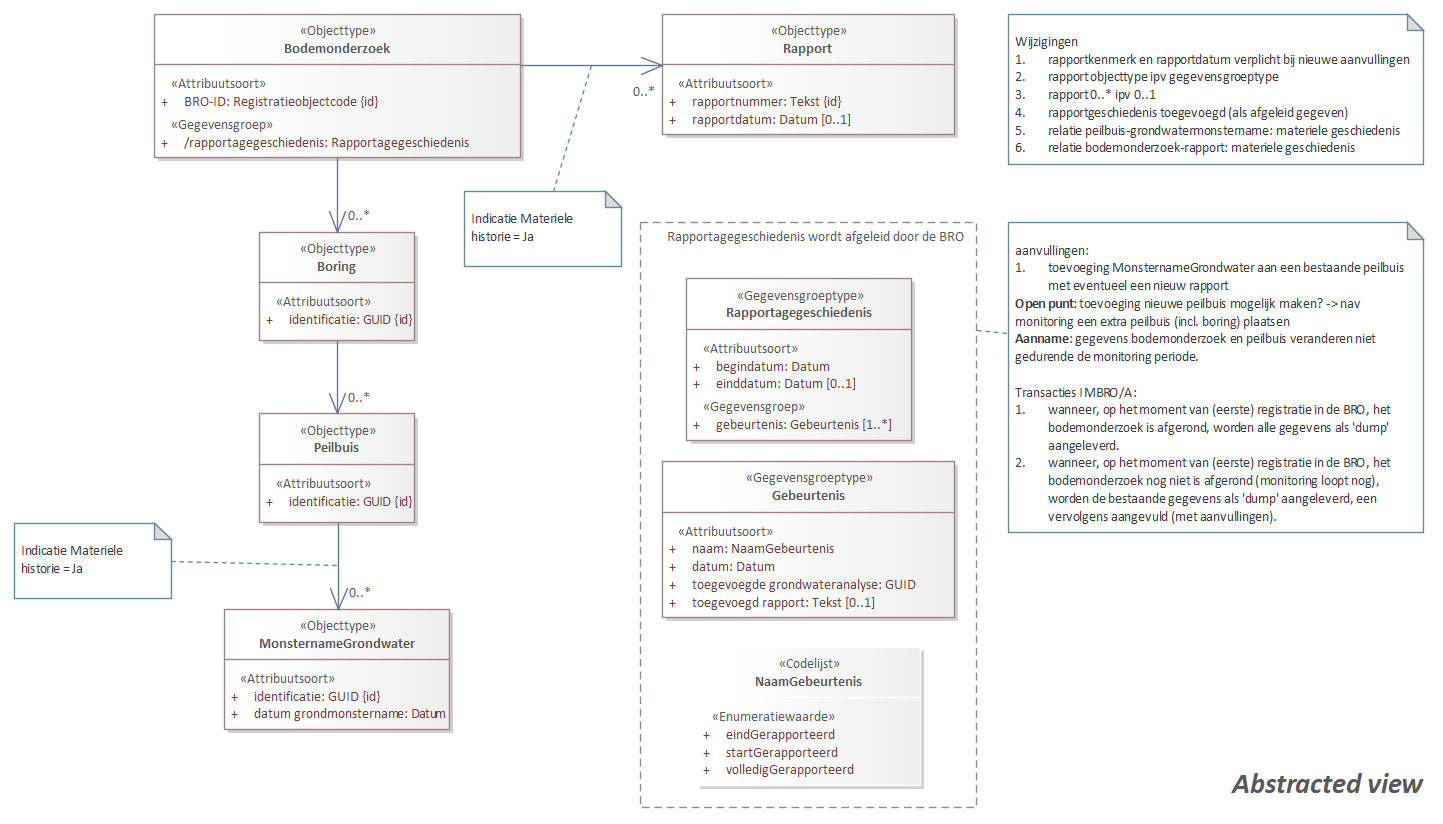 «Objecttype»
Bodemonderzoek
«Attribuutsoort»
+ BRO-ID: Registratieobjectcode {id}
«Gegevensgroep»
+ /rapportagegeschiedenis: Rapportagegeschiedenis
0..*
«Objecttype»
Rapport
«Attribuutsoort»
+ rapportnummer: Tekst {id}
+ rapportdatum: Datum [0..1]
Wijzigingen
1. rapportkenmerk en rapportdatum verplicht bij nieuwe aanvullingen
2. rapport objecttype ipv gegevensgroeptype
3. rapport 0..* ipv 0..1
4. rapportgeschiedenis toegevoegd (als afgeleid gegeven)
5. relatie peilbuis-grondwatermonstername: materiele geschiedenis
6. relatie bodemonderzoek-rapport: materiele geschiedenis
Indicatie Materiele
historie = Ja
0..*
«Objecttype»
Boring
«Attribuutsoort»
+ identificatie: GUID {id}
0..*
«Objecttype»
Peilbuis
«Attribuutsoort»
+ identificatie: GUID {id}
Indicatie Materiele
historie = Ja
0..*
«Objecttype»
MonsternameGrondwater
«Attribuutsoort»
+ identificatie: GUID {id}
+ datum grondmonstername: Datum
Rapportagegeschiedenis wordt afgeleid door de BRO
«Gegevensgroeptype»
Rapportagegeschiedenis
«Attribuutsoort»
+ begindatum: Datum
+ einddatum: Datum [0..1]
«Gegevensgroep»
+ gebeurtenis: Gebeurtenis [1..*]
«Gegevensgroeptype»
Gebeurtenis
«Attribuutsoort»
+ naam: NaamGebeurtenis
+ datum: Datum
+ toegevoegde grondwateranalyse: GUID
+ toegevoegd rapport: Tekst [0..1]
«Codelijst»
NaamGebeurtenis
«Enumeratiewaarde»
+ eindGerapporteerd
+ startGerapporteerd
+ volledigGerapporteerd
aanvullingen:
1. toevoeging MonsternameGrondwater aan een bestaande peilbuis
met eventueel een nieuw rapport
Open punt: toevoeging nieuwe peilbuis mogelijk maken? -> nav
monitoring een extra peilbuis (incl. boring) plaatsen
Aanname: gegevens bodemonderzoek en peilbuis veranderen niet
gedurende de monitoring periode.
Transacties IMBRO/A:
1. wanneer, op het moment van (eerste) registratie in de BRO, het
bodemonderzoek is afgerond, worden alle gegevens als 'dump'
aangeleverd.
2. wanneer, op het moment van (eerste) registratie in de BRO, het
bodemonderzoek nog niet is afgerond (monitoring loopt nog),
worden de bestaande gegevens als 'dump' aangeleverd, een
vervolgens aangevuld (met aanvullingen).
Abstracted view